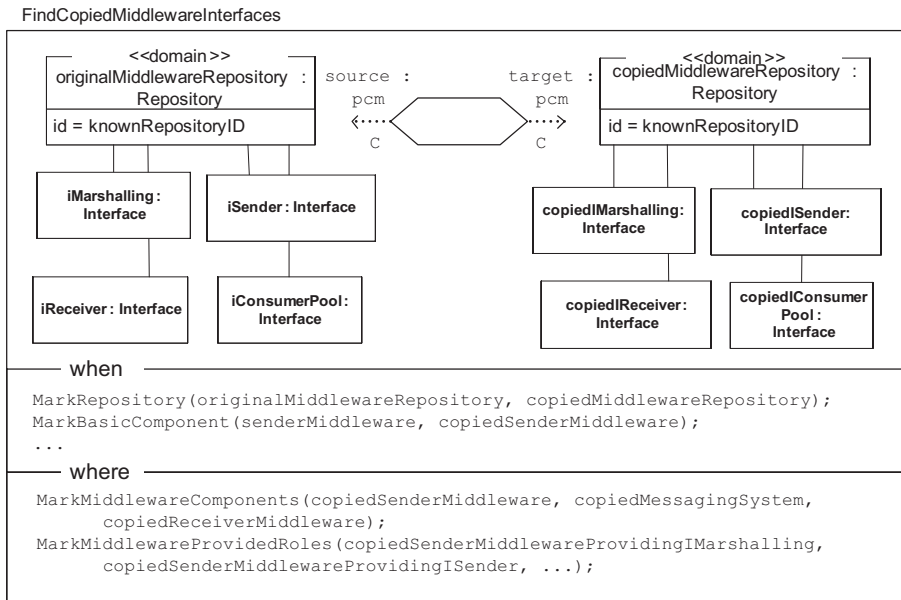 FindCopiedMiddlewareInterfaces
<<domain>>
originalMiddlewareRepository :
Repository
id = knownRepositoryID
source :
pcm
C
target :
pcm
C
<<domain>>
copiedMiddlewareRepository :
Repository
id = knownRepositoryID
iMarshalling :
Interface
iSender : Interface
copiedIMarshalling:
Interface
copiedISender:
Interface
iReceiver : Interface
iConsumerPool :
Interface
copiedIReceiver :
Interface
copiedIConsumer
Pool :
Interface
when
MarkRepository(originalMiddlewareRepository, copiedMiddlewareRepository);
MarkBasicComponent(senderMiddleware, copiedSenderMiddleware);
...
where
MarkMiddlewareComponents(copiedSenderMiddleware, copiedMessagingSystem,
copiedReceiverMiddleware);
MarkMiddlewareProvidedRoles(copiedSenderMiddlewareProvidingIMarshalling,
copiedSenderMiddlewareProvidingISender, ...);